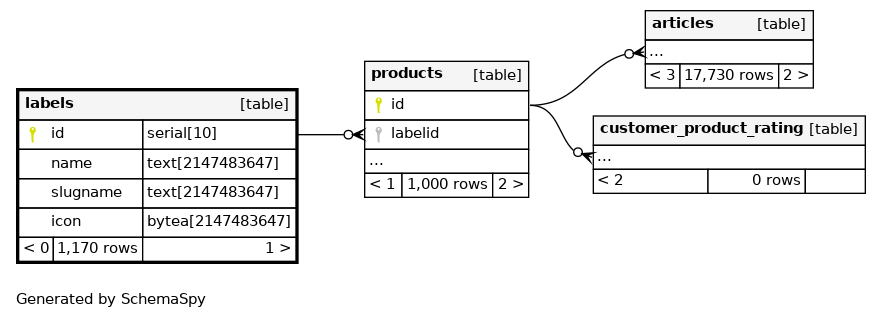 labels [table]
id serial[10]
name text[2147483647]
slugname text[2147483647]
icon bytea[2147483647]
< 0 1,170 rows 1 >
products [table]
id
labelid
...
< 1 1,000 rows 2 >
articles [table]
...
< 3 17,730 rows 2 >
customer_product_rating [table]
...
< 2 0 rows
Generated by SchemaSpy